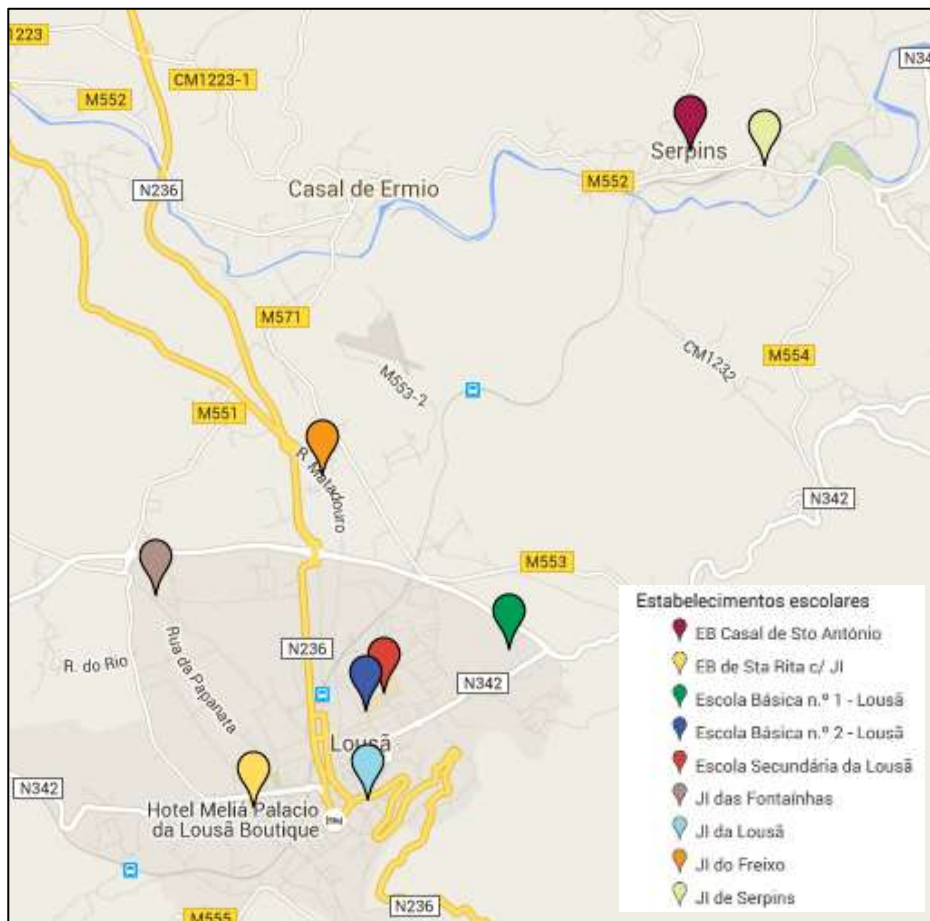 1223
CM1223-1
M552
N34
Serpins
M552
N236
Casal de Ermio
M571
M553-2
CM1232
M554
M551
R. Matadouro
N342
M553
R. do Rio
Rua da Papanata
N236
N342
Lousã
N342
Hotel Meliá Palacio
da Lousã Boutique
N236
M555
Estabelecimentos escolares
EB Casal de Sto António
EB de Sta Rita c/ JI
Escola Básica n.º 1 - Lousã
Escola Básica n.º 2 - Lousã
Escola Secundária da Lousã
JI das Fontaínhas
JI da Lousã
JI do Freixo
JI de Serpins